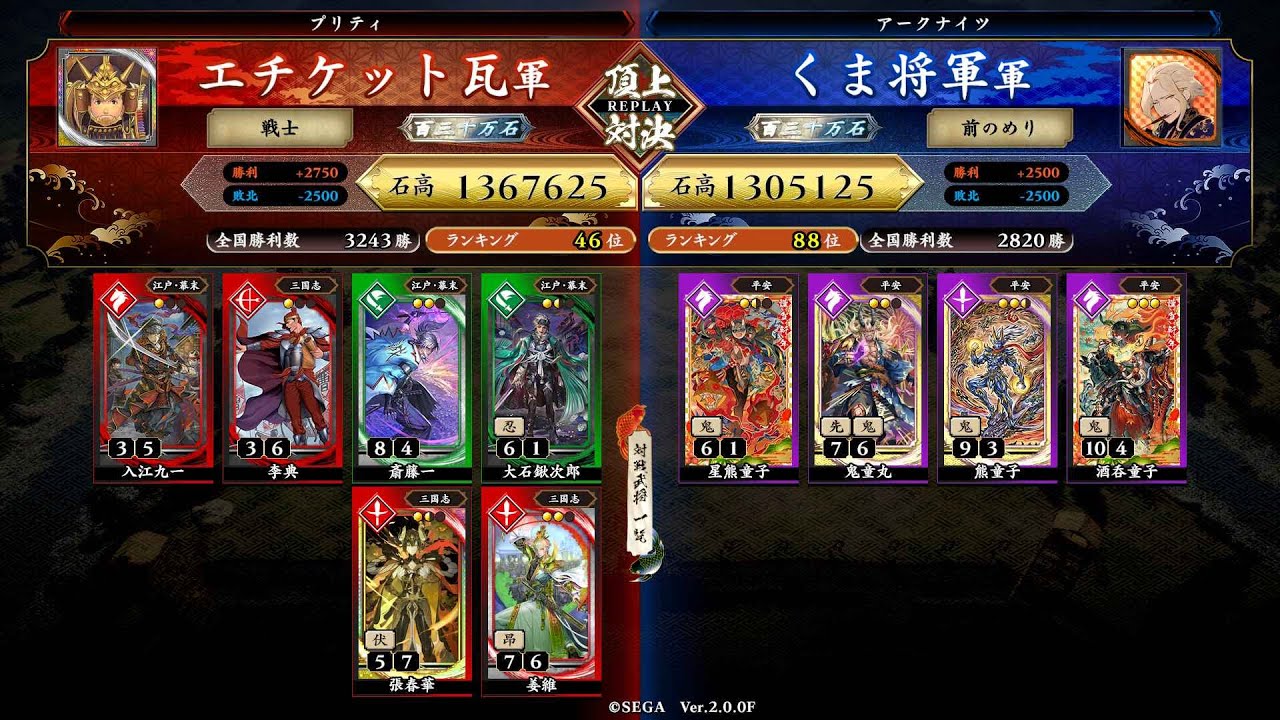 プリティ
アークナイツ
エチケット瓦軍
くま将軍軍
頂上
REPLAY
対決
戦士
百三十万石
百三十万石
前のめり
勝利 +2750
敗北 -2500
石高 1367625
石高 1305125
勝利 +2500
敗北 -2500
全国勝利数 3243勝
ランキング 46位
ランキング 88位
全国勝利数 2820勝
江戸・幕末
三国志
江戸・幕末
江戸・幕末
平安
平安
平安
平安
忍
鬼
先 鬼
鬼
鬼
3 5
3 6
8 4
6 1
6 1
7 6
9 3
10 4
入江九一
李典
斎藤一
大石鍬次郎
星熊童子
鬼童丸
熊童子
酒呑童子
対戦武将一覧
三国志
三国志
伏
昴
5 7
7 6
張春華
姜維
©SEGA Ver.2.0.0F